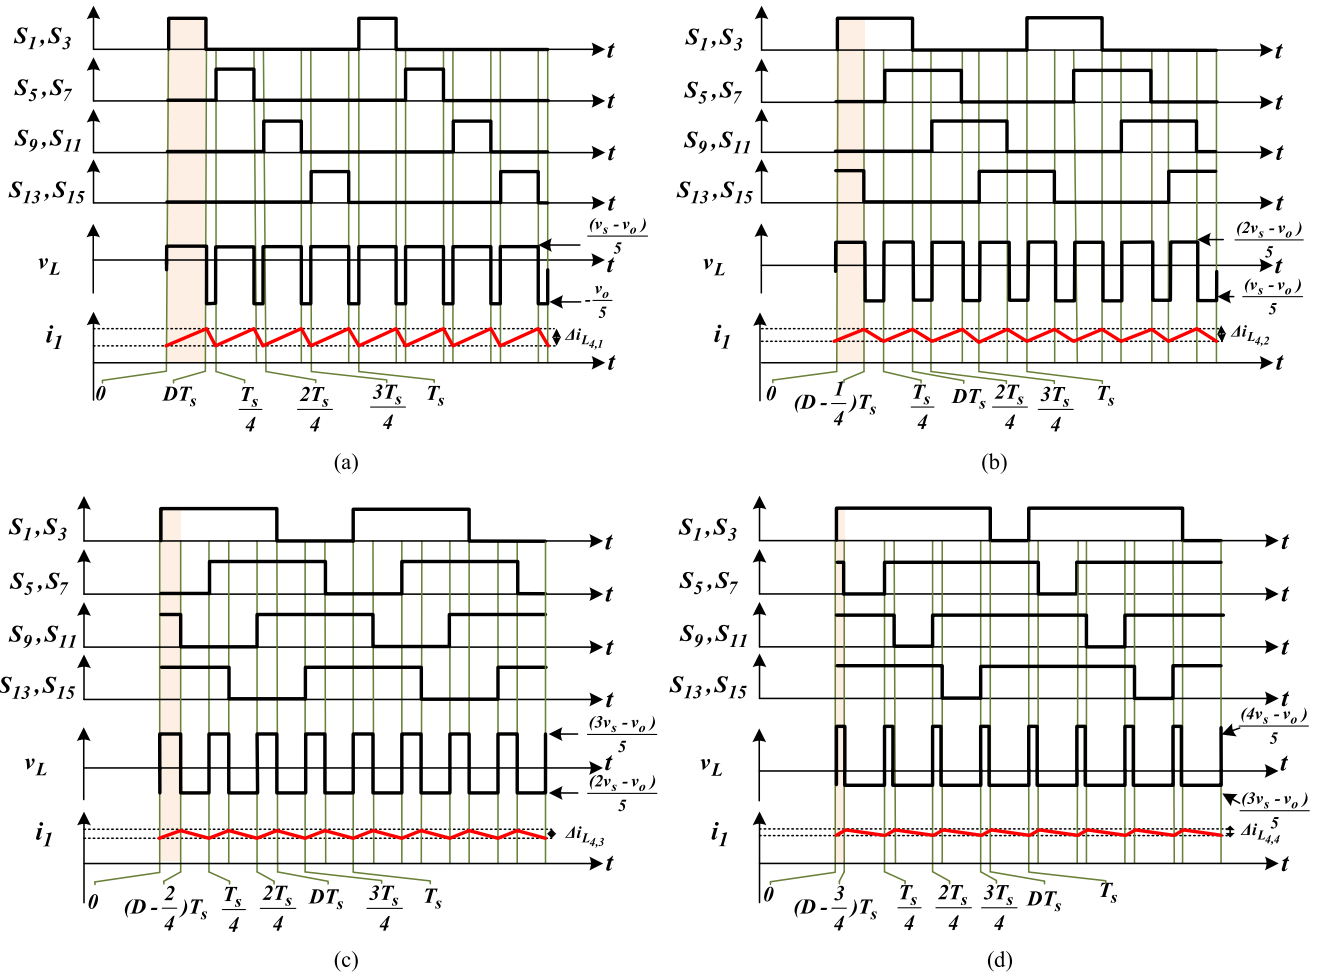 S1,S3
t
S5,S7
t
S9,S11
t
S13,S15
t
vL
(vs - vo)
5
t
- vo
5
i1
ΔiL4,1
t
0
DTs
Ts
4
2Ts
4
3Ts
4
Ts
(a)
S1,S3
t
S5,S7
t
S9,S11
t
S13,S15
t
vL
(2vs - vo)
5
t
(vs - vo)
5
i1
ΔiL4,2
t
0
(D - 1/4)Ts
Ts
4
DTs
2Ts
4
3Ts
4
Ts
(b)
S1,S3
t
S5,S7
t
S9,S11
t
S13,S15
t
vL
(3vs - vo)
5
t
(2vs - vo)
5
i1
ΔiL4,3
t
0
(D - 2/4)Ts
Ts
4
2Ts
4
DTs
3Ts
4
Ts
(c)
S1,S3
t
S5,S7
t
S9,S11
t
S13,S15
t
vL
(4vs - vo)
5
t
(3vs - vo)
5
i1
ΔiL4,4
t
0
(D - 3/4)Ts
Ts
4
2Ts
4
3Ts
4
DTs
Ts
(d)